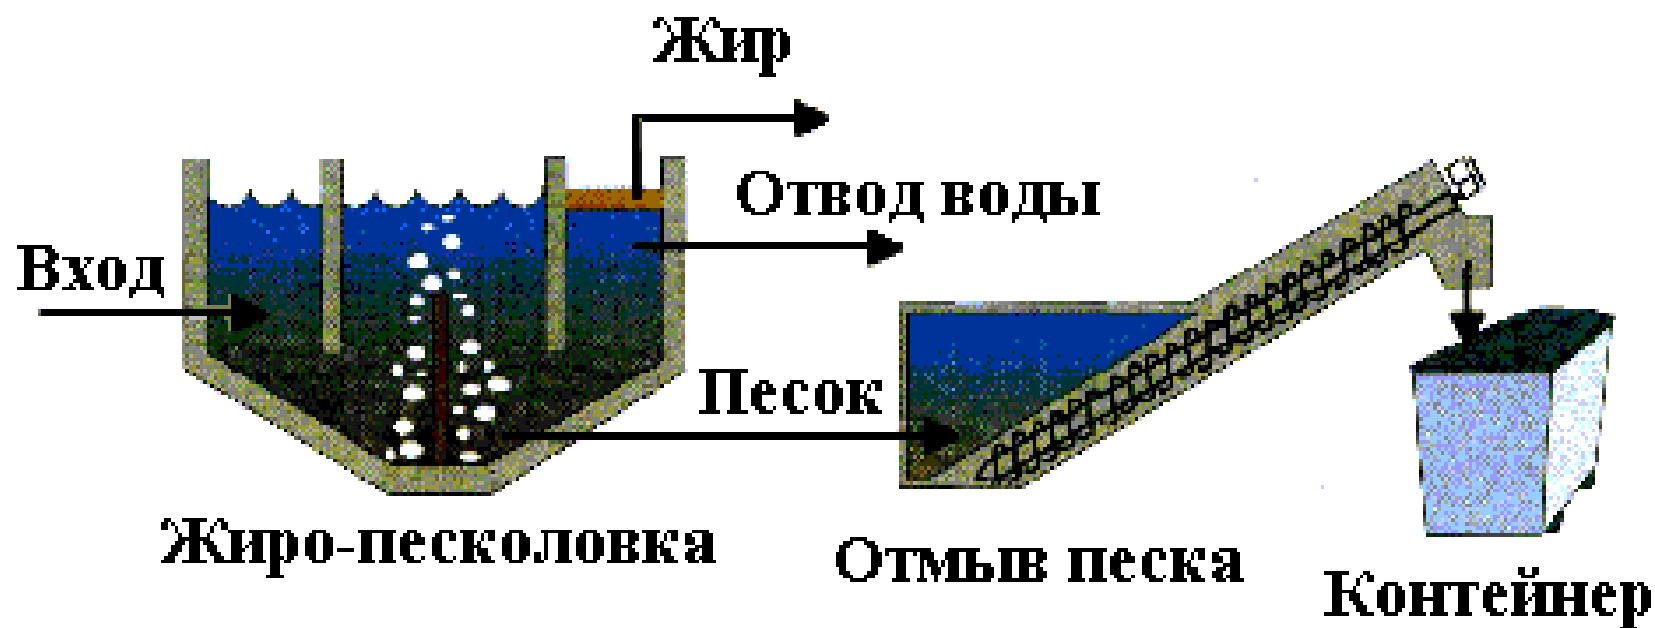 Жир
Отвод воды
Вход
Песок
Жиро-песколовка
Отмыв песка
Контейнер